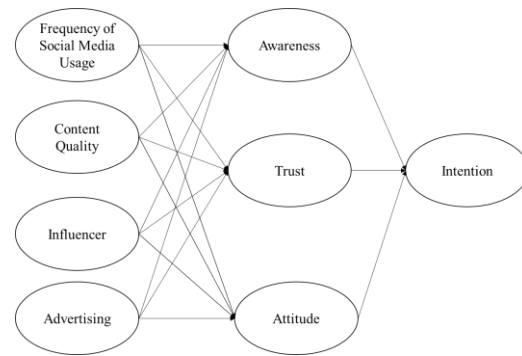 Frequency of
Social Media
Usage
Awareness
Content
Quality
Trust
Intention
Influencer
Advertising
Attitude